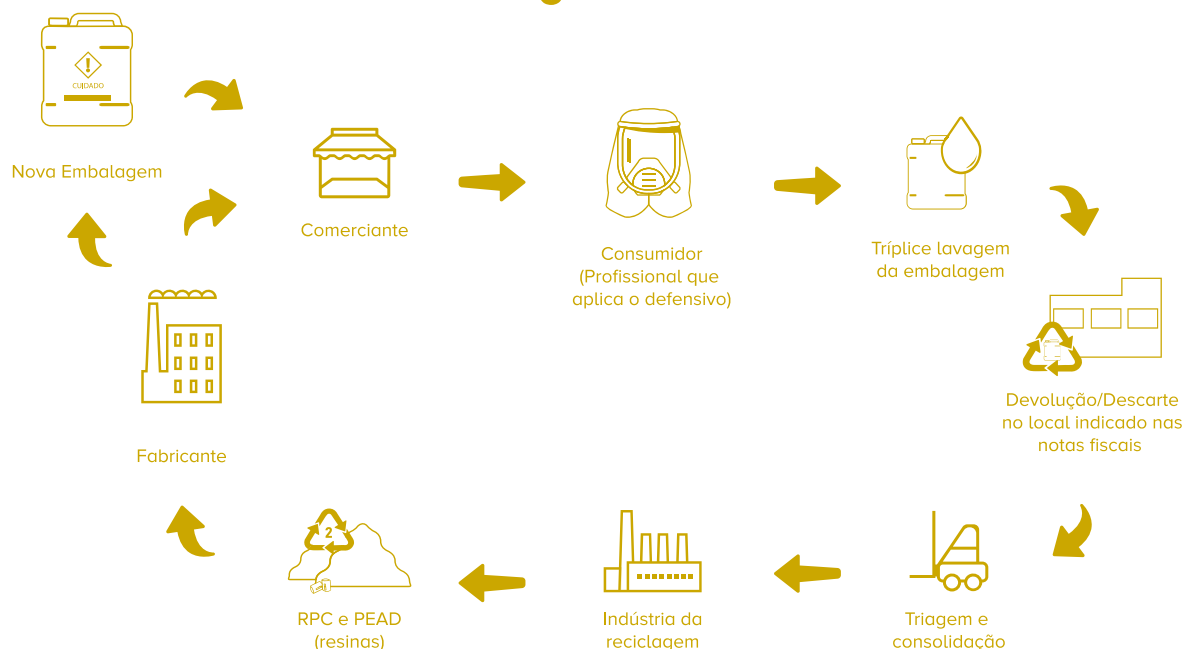 CUIDADO
Nova Embalagem
Comerciante
Consumidor
(Profissional que
aplica o defensivo)
Tríplice lavagem
da embalagem
Devolução/Descarte
no local indicado nas
notas fiscais
Fabricante
2
RPC e PEAD
(resinas)
Indústria da
reciclagem
Triagem e
consolidação